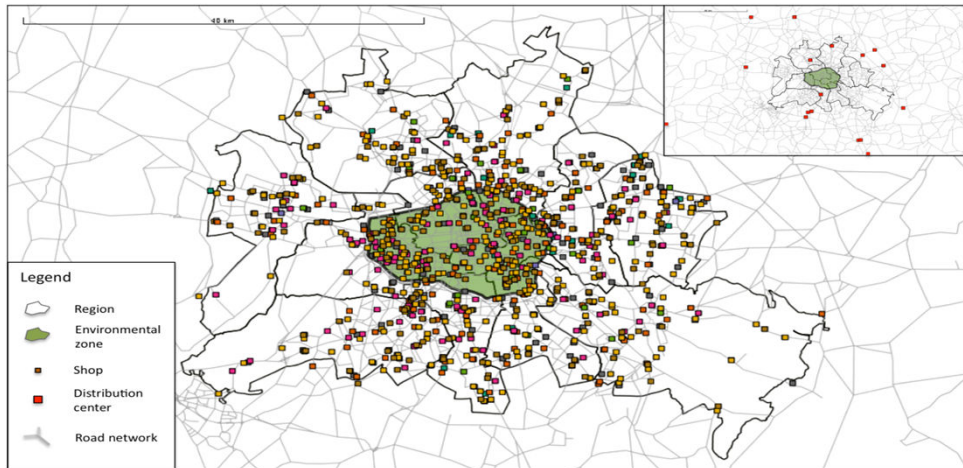 40 km
Legend
Region
Environmental
zone
Shop
Distribution
center
Road network